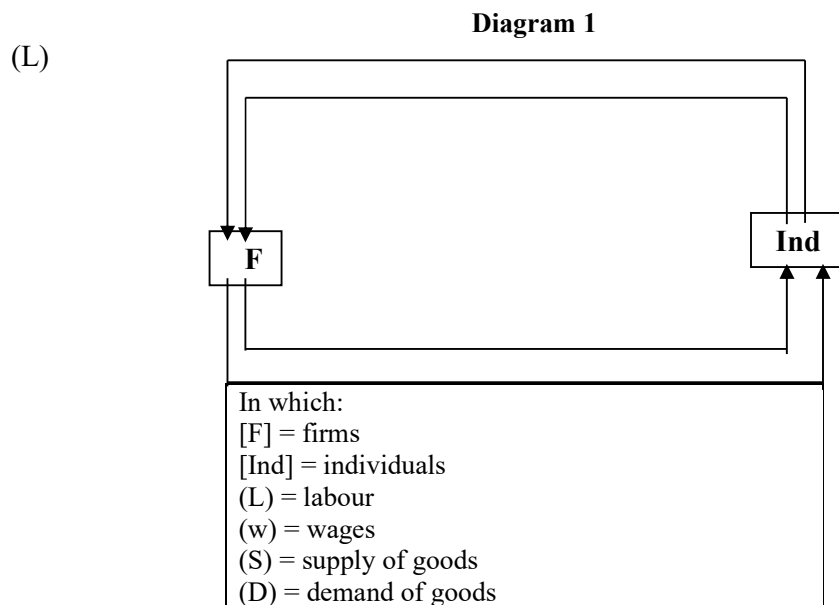 Diagram 1
(L)
F
Ind
In which:
[F] = firms
[Ind] = individuals
(L) = labour
(w) = wages
(S) = supply of goods
(D) = demand of goods